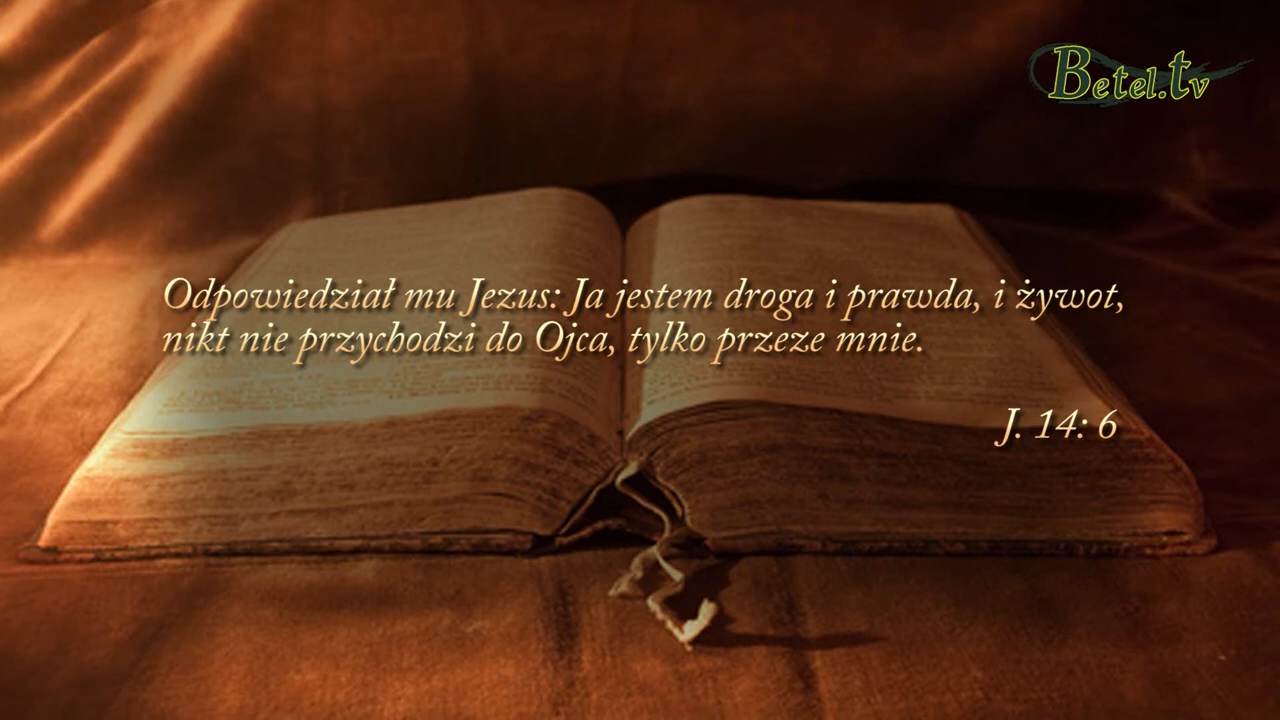 Betel.tv
Odpowiedział mu Jezus: Ja jestem droga i prawda, i żywot,
nikt nie przychodzi do Ojca, tylko przeze mnie.
J. 14: 6